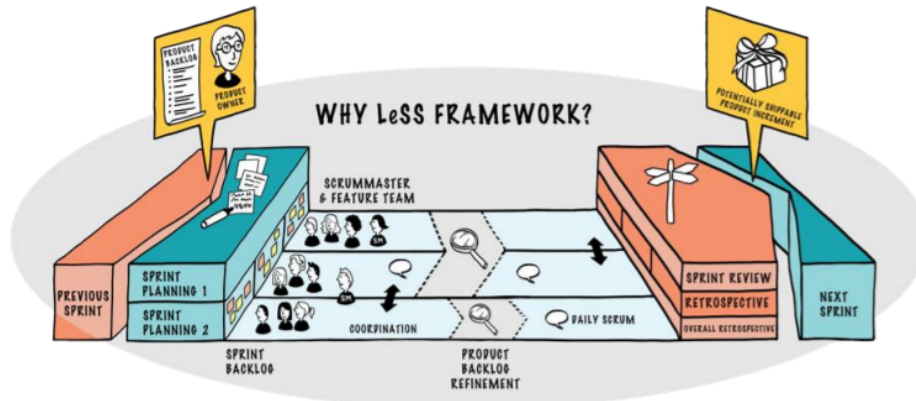 PRODUCT
BACKLOG
PRODUCT
OWNER
POTENTIALLY SHIPPABLE
PRODUCT INCREMENT
WHY LeSS FRAMEWORK?
SCRUMMASTER
& FEATURE TEAM
SM
SM
PREVIOUS
SPRINT
SPRINT
PLANNING 1
SPRINT
PLANNING 2
SPRINT
BACKLOG
COORDINATION
PRODUCT
BACKLOG
REFINEMENT
DAILY SCRUM
SPRINT REVIEW
RETROSPECTIVE
OVERALL RETROSPECTIVE
NEXT
SPRINT